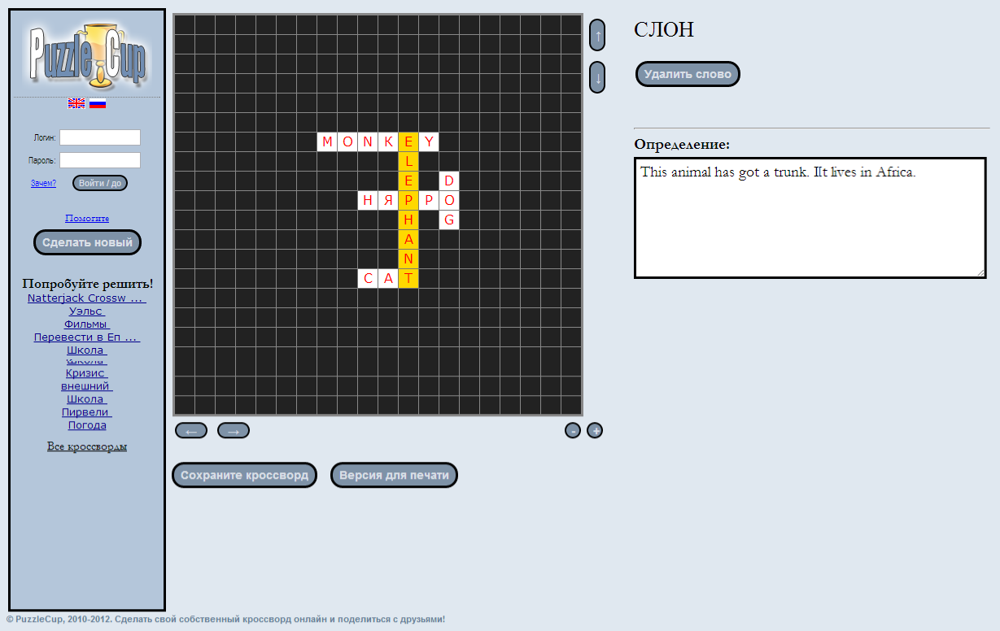 Puzzle Cup
Логин:
Пароль:
Зачем?
Войти / до
Помогите
Сделать новый
Попробуйте решить!
Natterjack Crossw ...
Уэльс
Фильмы
Перевести в Еп ...
Школа
Школа
Кризис
внешний
Школа
Пирвели
Погода
Все кроссворды
MONKEY
L
E D
НЯPPO
H G
A
N
CAT
↑
↓
← →
- +
Сохраните кроссворд Версия для печати
СЛОН
Удалить слово
Определение:
This animal has got a trunk. IIt lives in Africa.
© PuzzleCup, 2010-2012. Сделать свой собственный кроссворд онлайн и поделиться с друзьями!